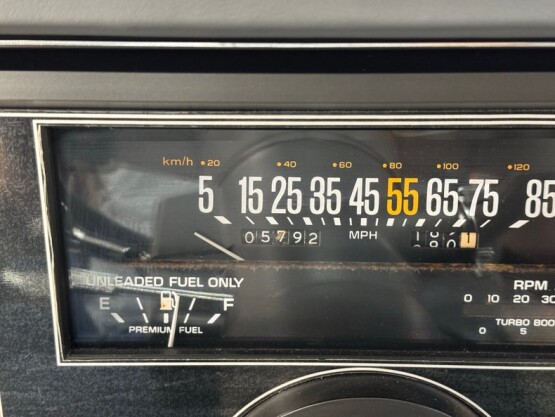 km/h 20 40 60 80 100 120
5 15 25 35 45 55 65 75 85
05792 MPH
UNLEADED FUEL ONLY
E F
PREMIUM FUEL
RPM
0 10 20 30
TURBO BOO
0 5